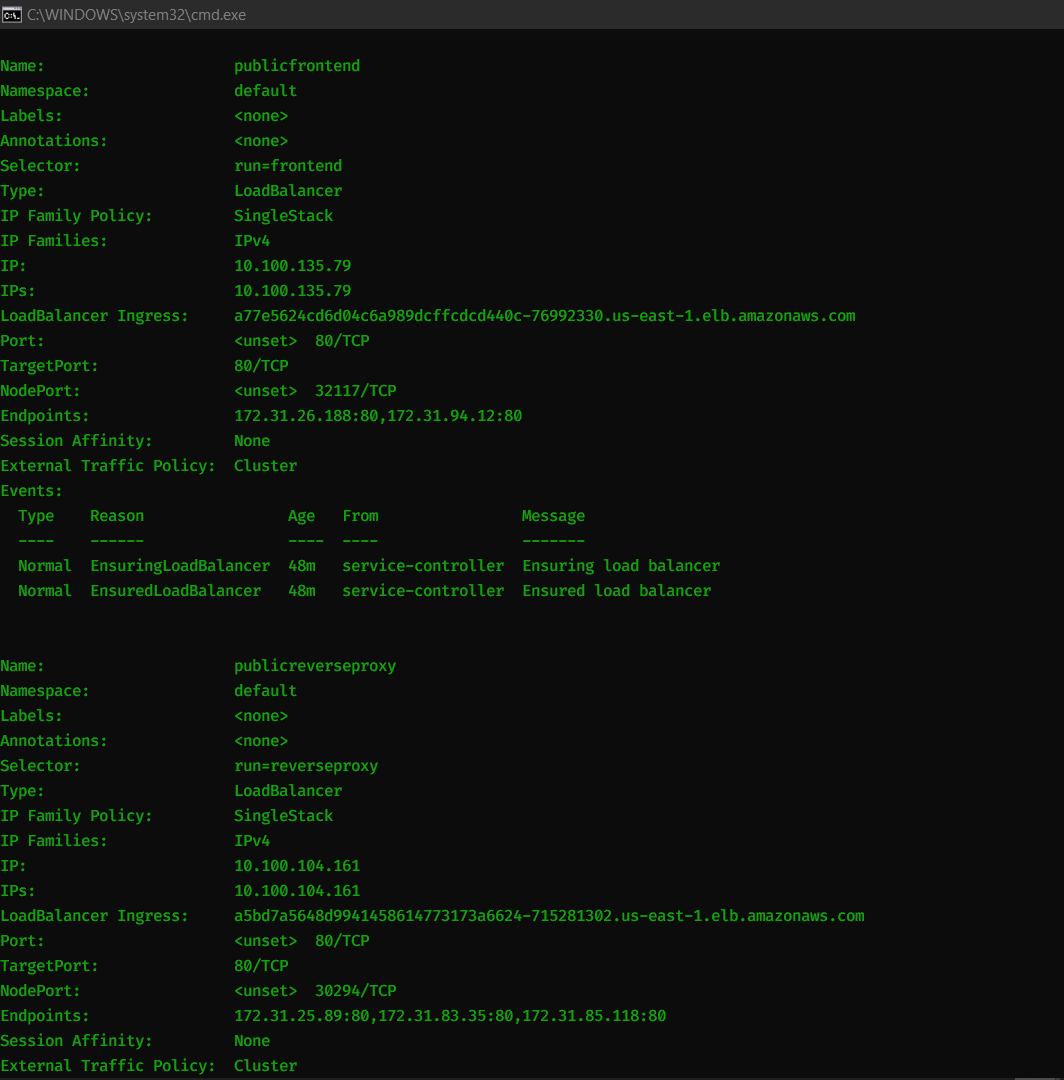 C:\WINDOWS\system32\cmd.exe
Name: publicfrontend
Namespace: default
Labels: <none>
Annotations: <none>
Selector: run=frontend
Type: LoadBalancer
IP Family Policy: SingleStack
IP Families: IPv4
IP: 10.100.135.79
IPs: 10.100.135.79
LoadBalancer Ingress: a77e5624cd6d04c6a989dcffcdcd440c-76992330.us-east-1.elb.amazonaws.com
Port: <unset> 80/TCP
TargetPort: 80/TCP
NodePort: <unset> 32117/TCP
Endpoints: 172.31.26.188:80,172.31.94.12:80
Session Affinity: None
External Traffic Policy: Cluster
Events:
Type Reason Age From Message
---- ------ ---- ---- -------
Normal EnsuringLoadBalancer 48m service-controller Ensuring load balancer
Normal EnsuredLoadBalancer 48m service-controller Ensured load balancer
Name: publicreverseproxy
Namespace: default
Labels: <none>
Annotations: <none>
Selector: run=reverseproxy
Type: LoadBalancer
IP Family Policy: SingleStack
IP Families: IPv4
IP: 10.100.104.161
IPs: 10.100.104.161
LoadBalancer Ingress: a5bd7a5648d9941458614773173a6624-715281302.us-east-1.elb.amazonaws.com
Port: <unset> 80/TCP
TargetPort: 80/TCP
NodePort: <unset> 30294/TCP
Endpoints: 172.31.25.89:80,172.31.83.35:80,172.31.85.118:80
Session Affinity: None
External Traffic Policy: Cluster